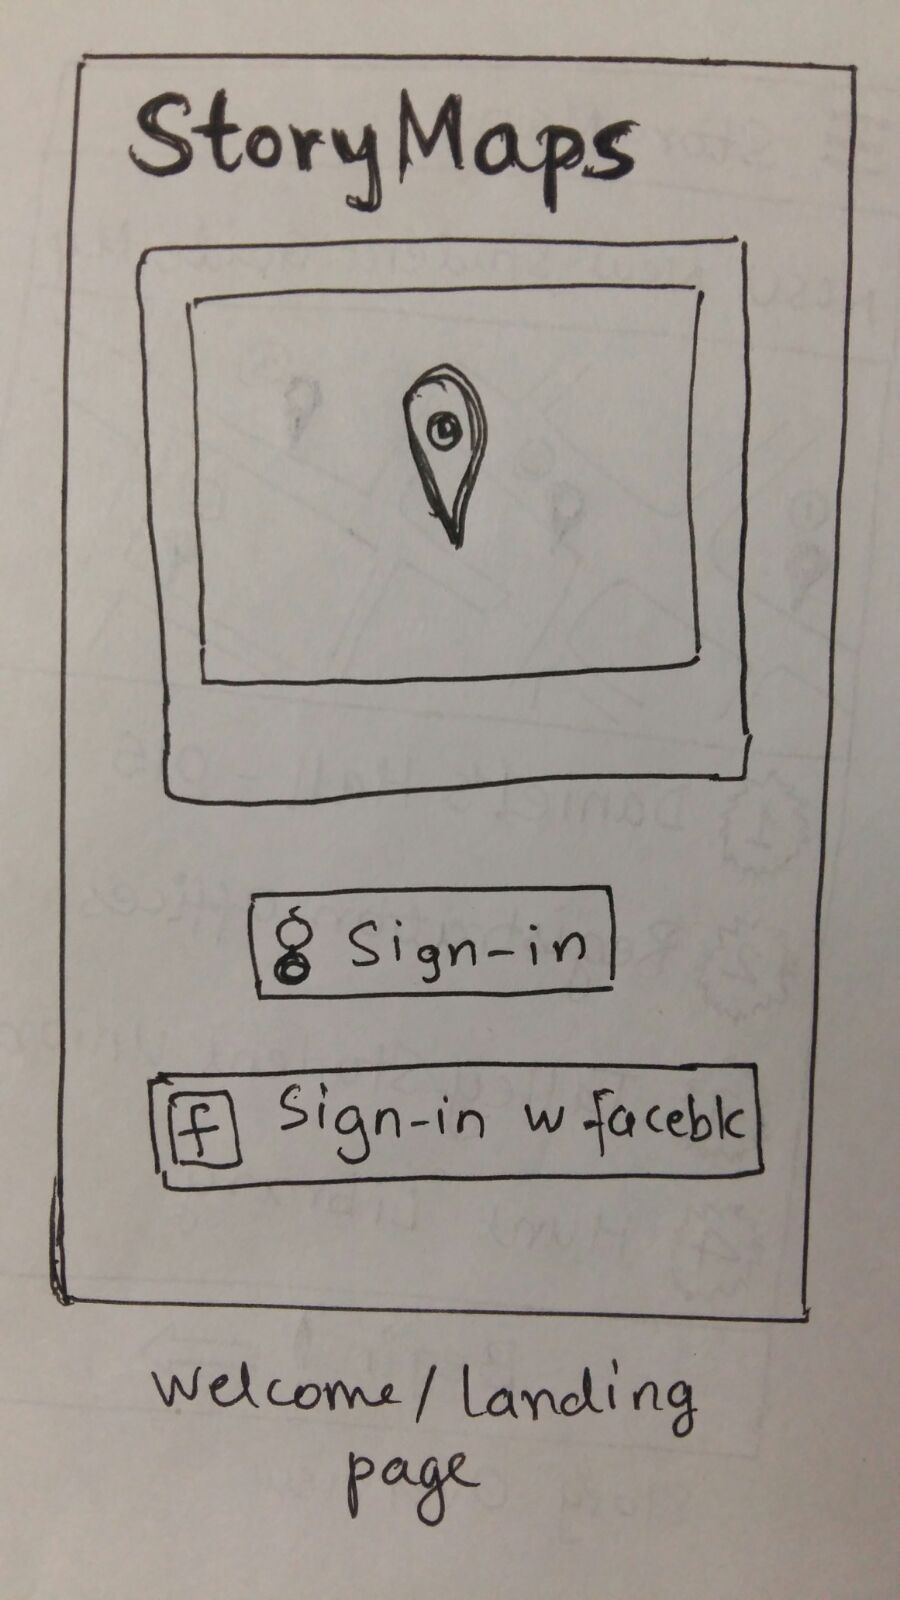 StoryMaps
g Sign-in
f Sign-in w facebk
welcome/landing
page